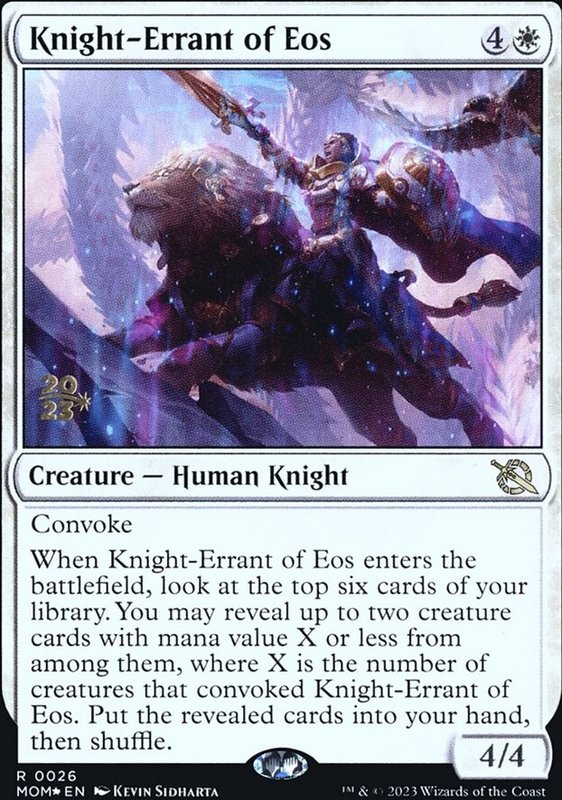 Knight-Errant of Eos 4
20
23
Creature — Human Knight
Convoke
When Knight-Errant of Eos enters the
battlefield, look at the top six cards of your
library. You may reveal up to two creature
cards with mana value X or less from
among them, where X is the number of
creatures that convoked Knight-Errant of
Eos. Put the revealed cards into your hand,
then shuffle.
4/4
R 0026
MOM★EN Kevin Sidharta
™ & © 2023 Wizards of the Coast